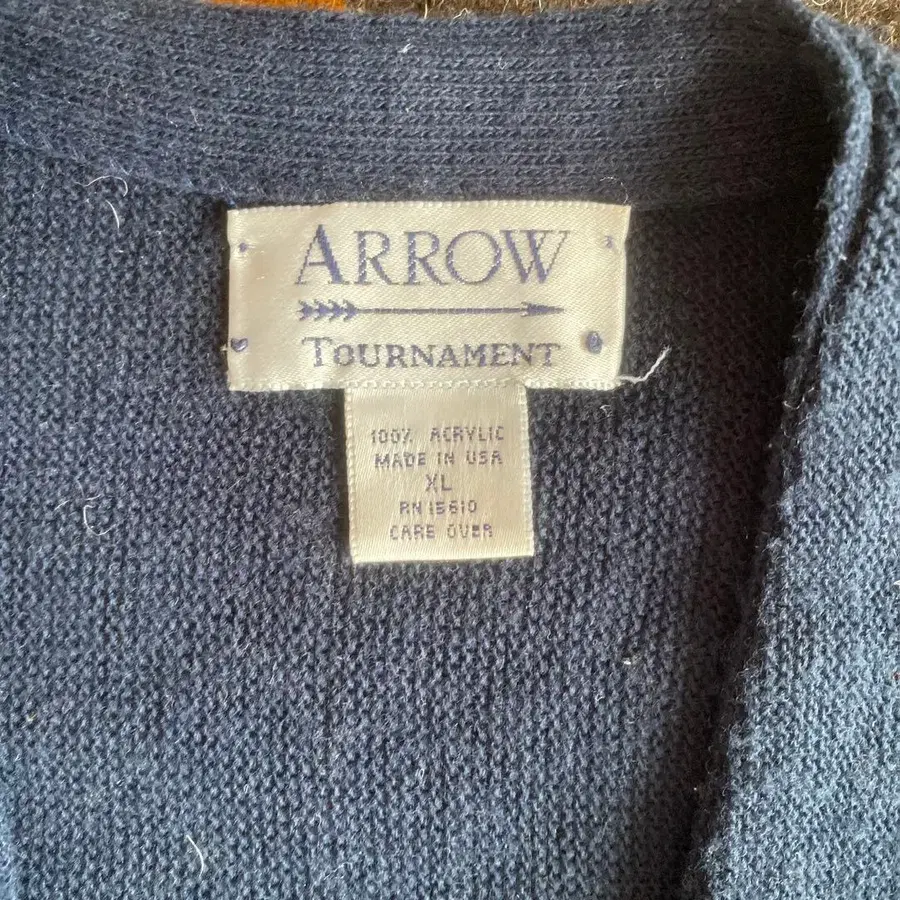 ARROW
TOURNAMENT
100% ACRYLIC
MADE IN USA
XL
RN 15610
CARE OVER